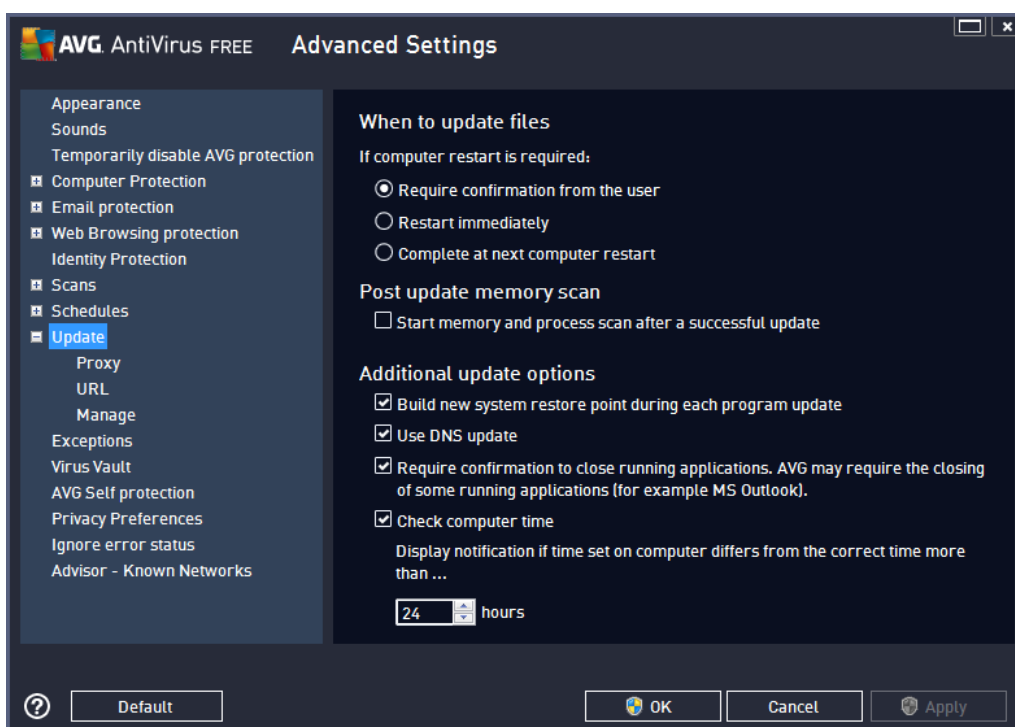 AVG. AntiVirus FREE Advanced Settings
Appearance
Sounds
Temporarily disable AVG protection
Computer Protection
Email protection
Web Browsing protection
Identity Protection
Scans
Schedules
Update
Proxy
URL
Manage
Exceptions
Virus Vault
AVG Self protection
Privacy Preferences
Ignore error status
Advisor - Known Networks
When to update files
If computer restart is required:
Require confirmation from the user
Restart immediately
Complete at next computer restart
Post update memory scan
Start memory and process scan after a successful update
Additional update options
Build new system restore point during each program update
Use DNS update
Require confirmation to close running applications. AVG may require the closing
of some running applications (for example MS Outlook).
Check computer time
Display notification if time set on computer differs from the correct time more
than ...
24 hours
? Default OK Cancel Apply